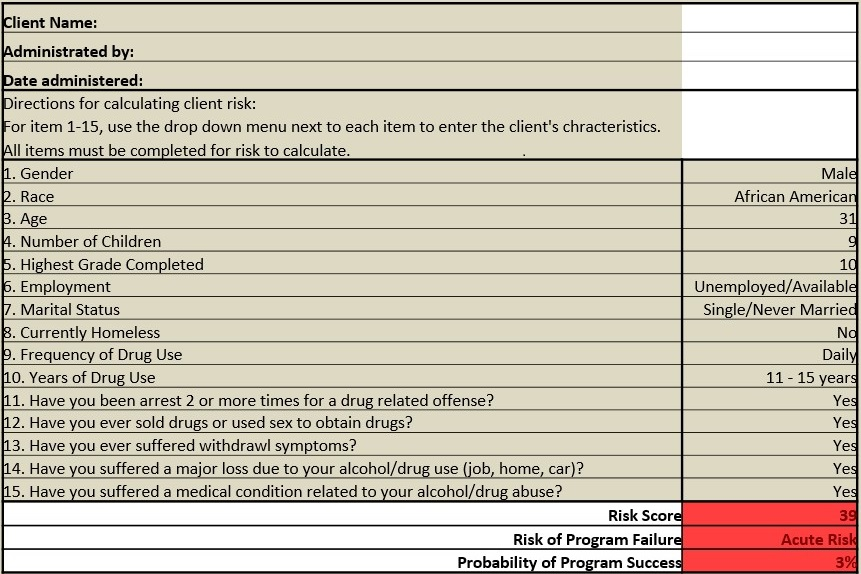 Client Name:
Administrated by:
Date administered:
Directions for calculating client risk:
For item 1-15, use the drop down menu next to each item to enter the client's chracteristics.
All items must be completed for risk to calculate. .
1. Gender Male
2. Race African American
3. Age 31
4. Number of Children 9
5. Highest Grade Completed 10
6. Employment Unemployed/Available
7. Marital Status Single/Never Married
8. Currently Homeless No
9. Frequency of Drug Use Daily
10. Years of Drug Use 11 - 15 years
11. Have you been arrest 2 or more times for a drug related offense? Yes
12. Have you ever sold drugs or used sex to obtain drugs? Yes
13. Have you ever suffered withdrawl symptoms? Yes
14. Have you suffered a major loss due to your alcohol/drug use (job, home, car)? Yes
15. Have you suffered a medical condition related to your alcohol/drug abuse? Yes
Risk Score 39
Risk of Program Failure Acute Risk
Probability of Program Success 3%